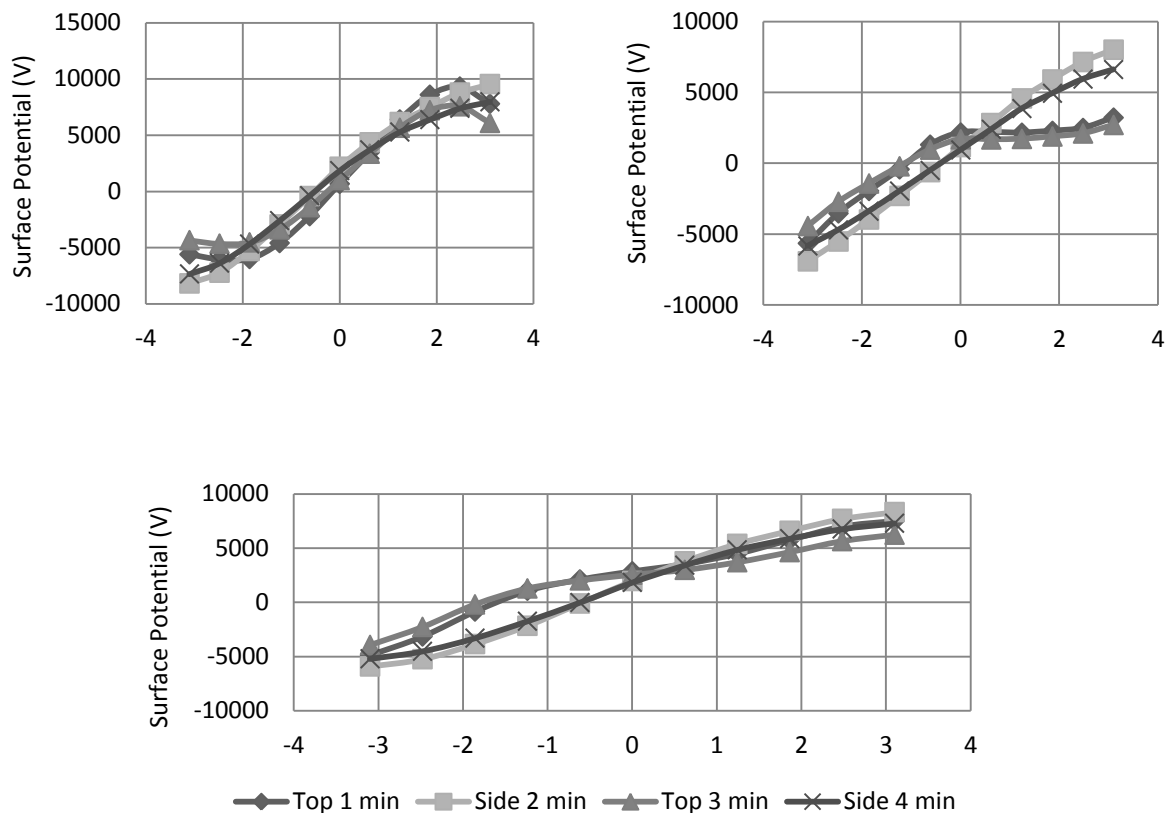 Surface Potential (V)
15000
10000
5000
0
-5000
-10000
-4 -2 0 2 4
Surface Potential (V)
10000
5000
0
-5000
-10000
-4 -2 0 2 4
Surface Potential (V)
10000
5000
0
-5000
-10000
-4 -3 -2 -1 0 1 2 3 4
Top 1 min Side 2 min Top 3 min Side 4 min